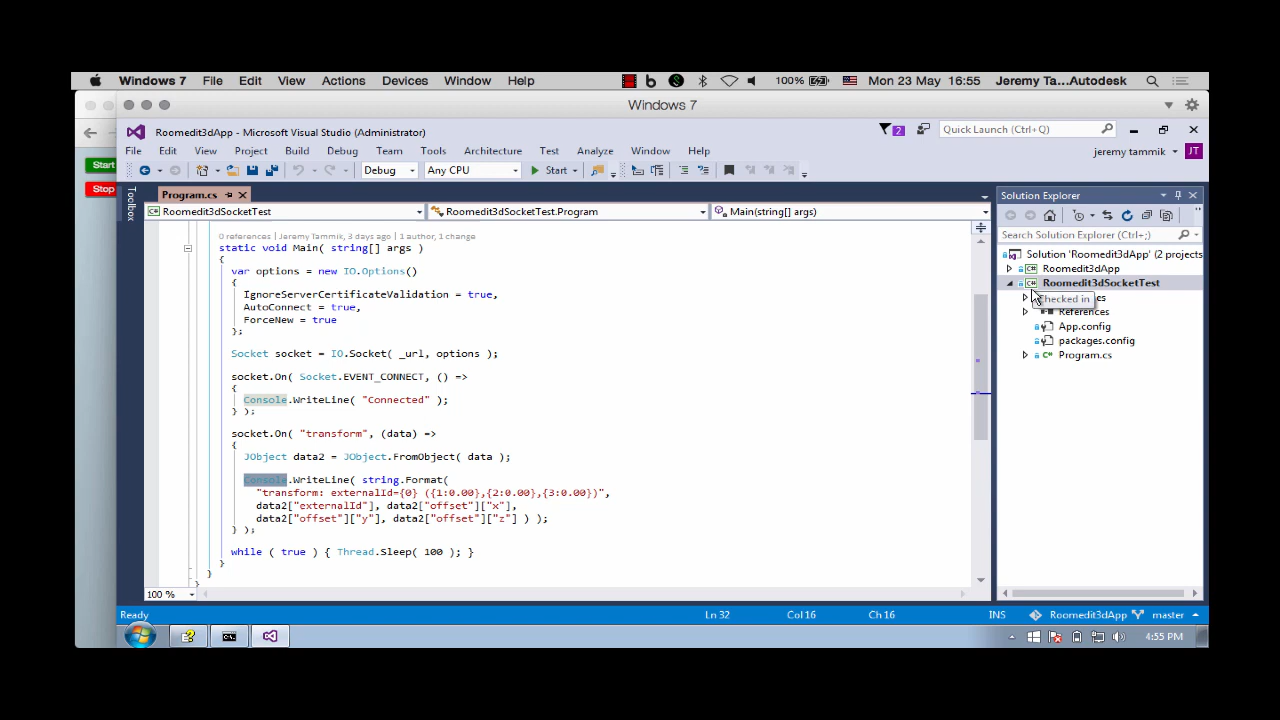 Windows 7 File Edit View Actions Devices Window Help 100% Mon 23 May 16:55 Jeremy Ta...Autodesk
Windows 7
Start
Stop
Roomedit3dApp - Microsoft Visual Studio (Administrator) 2 Quick Launch (Ctrl+Q)
File Edit View Project Build Debug Team Tools Architecture Test Analyze Window Help jeremy tammik JT
Debug Any CPU Start
Toolbox
Program.cs
Roomedit3dSocketTest Roomedit3dSocketTest.Program Main(string[] args)
0 references | Jeremy Tammik, 3 days ago | 1 author, 1 change
static void Main( string[] args )
{
var options = new IO.Options()
{
IgnoreServerCertificateValidation = true,
AutoConnect = true,
ForceNew = true
};
Socket socket = IO.Socket( _url, options );
socket.On( Socket.EVENT_CONNECT, () =>
{
Console.WriteLine( "Connected" );
} );
socket.On( "transform", (data) =>
{
JObject data2 = JObject.FromObject( data );
Console.WriteLine( string.Format(
"transform: externalId={0} ({1:0.00},{2:0.00},{3:0.00})",
data2["externalId"], data2["offset"]["x"],
data2["offset"]["y"], data2["offset"]["z"] ) );
} );
while ( true ) { Thread.Sleep( 100 ); }
}
}
}
100 %
Solution Explorer
Search Solution Explorer (Ctrl+;)
Solution 'Roomedit3dApp' (2 projects
Roomedit3dApp
Roomedit3dSocketTest
Checked in
References
App.config
packages.config
Program.cs
Ready Ln 32 Col 16 Ch 16 INS Roomedit3dApp master
4:55 PM